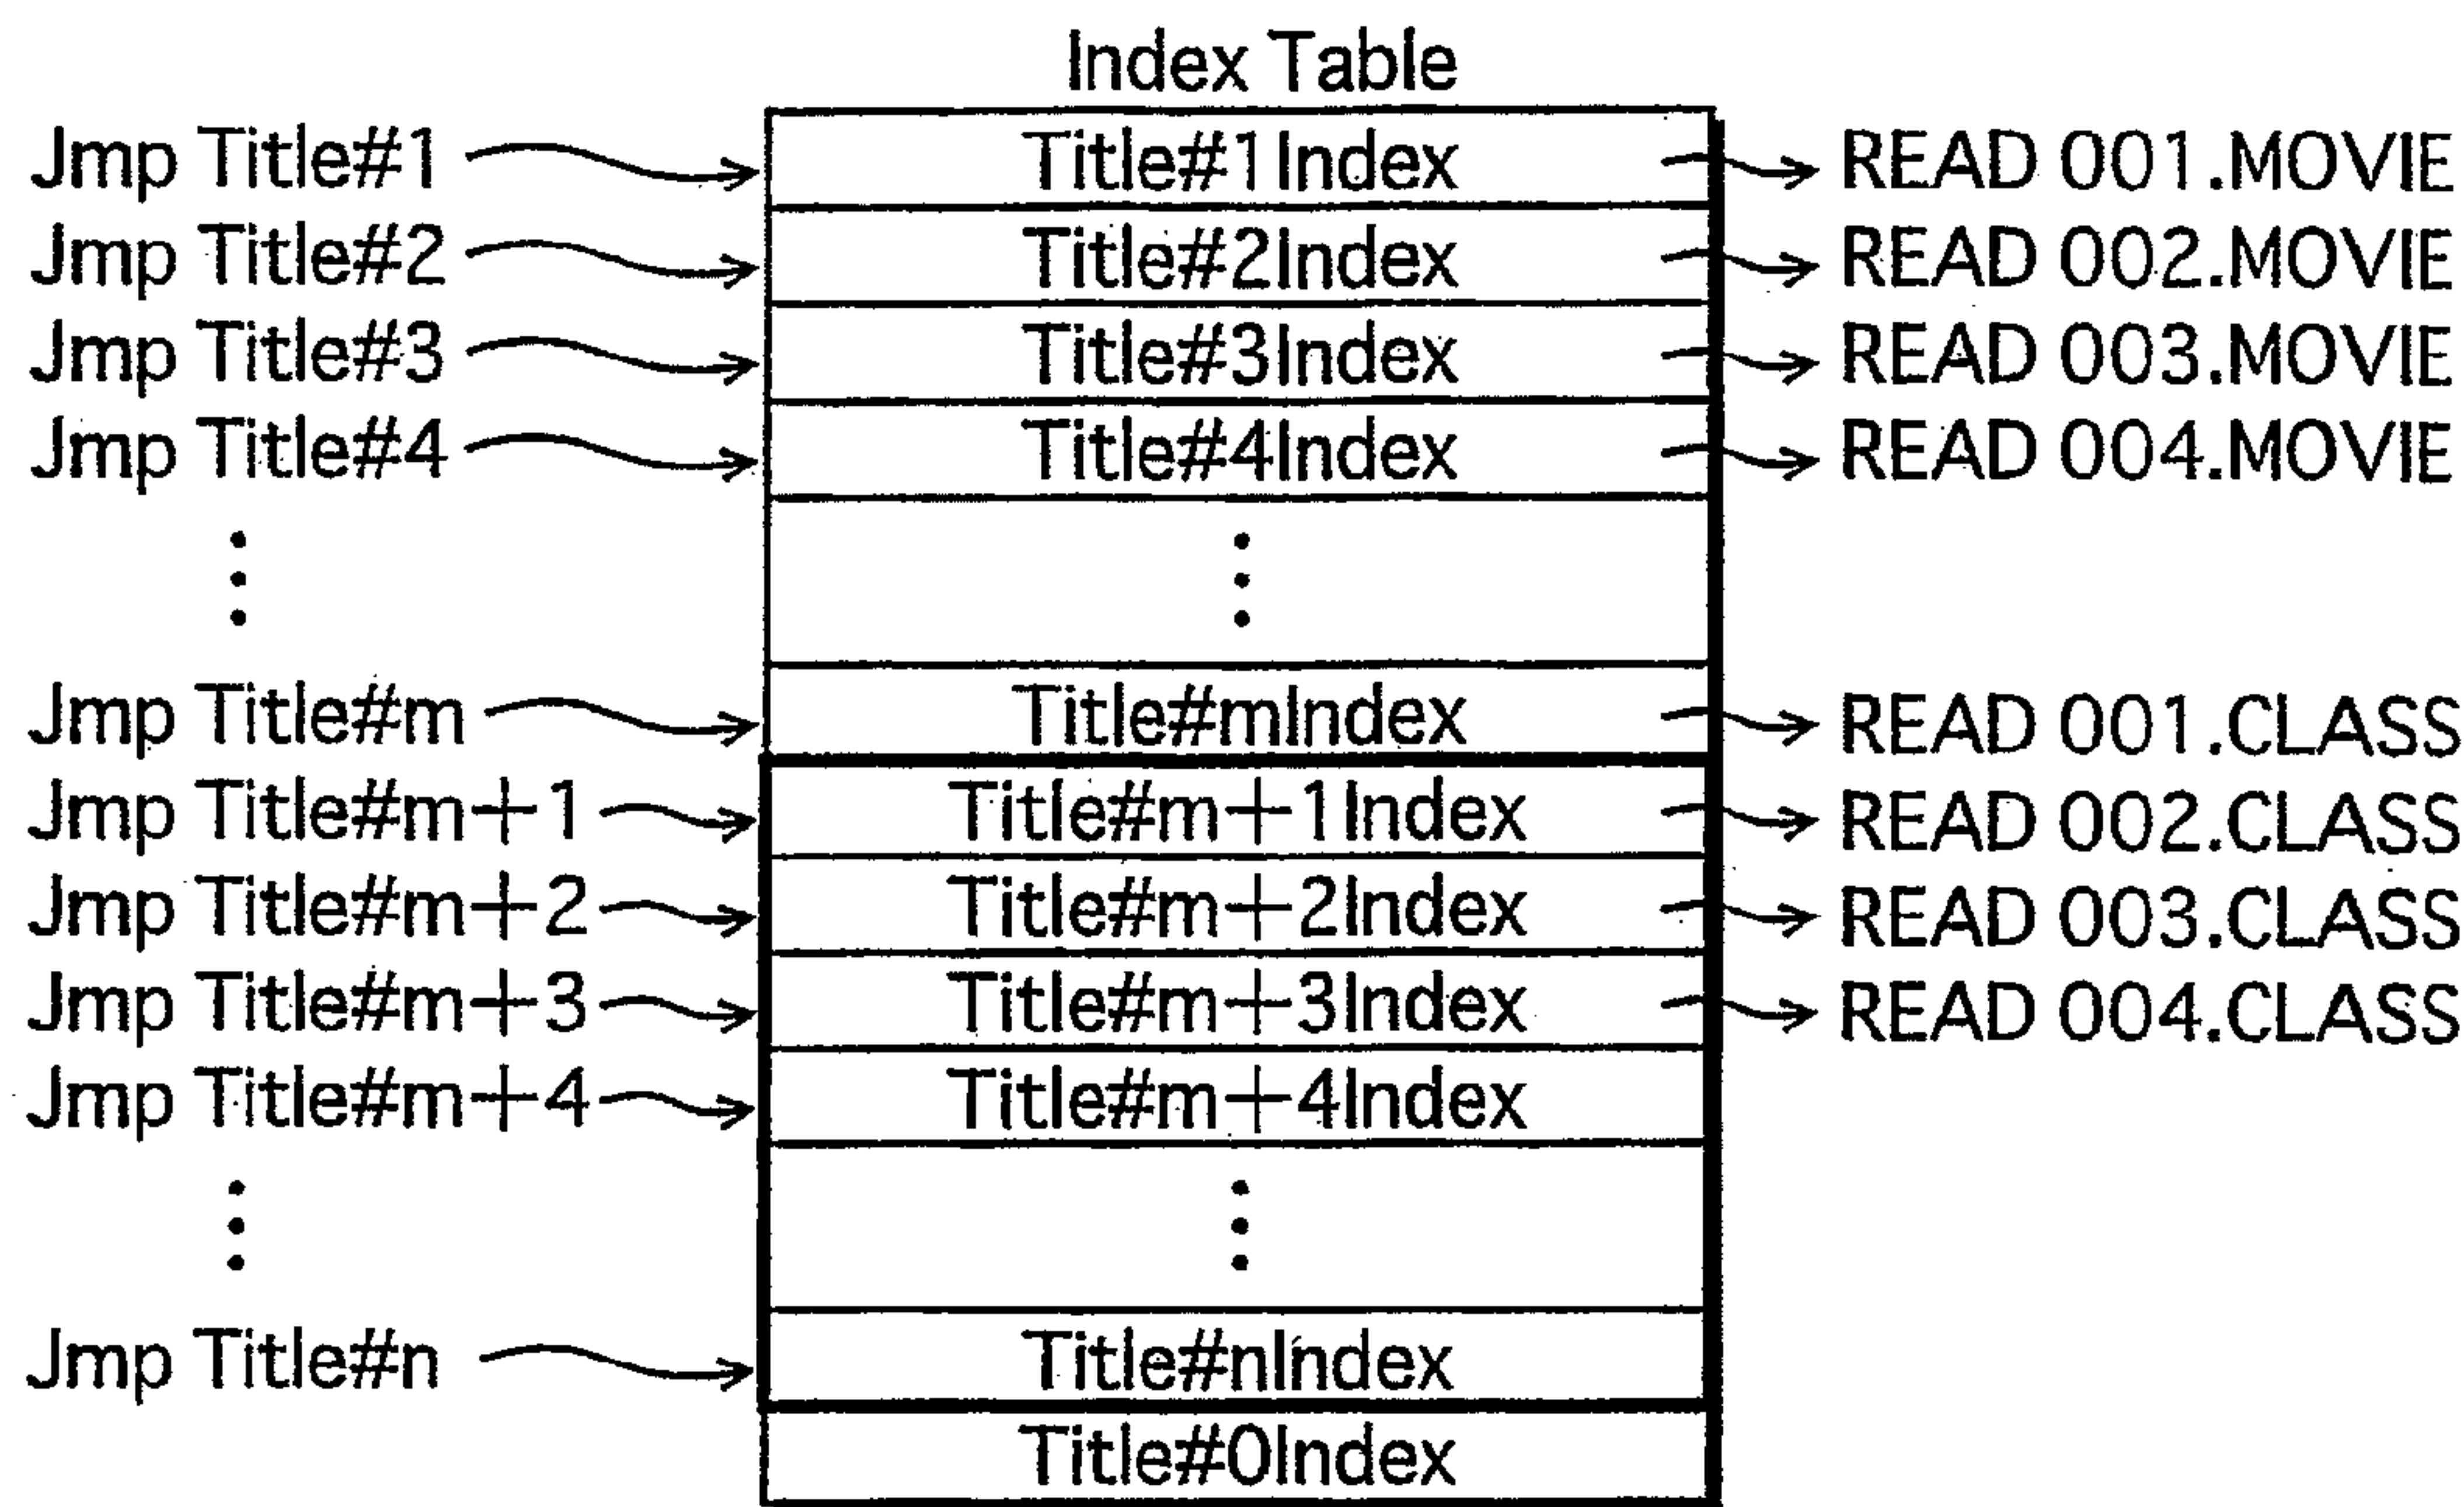 Index Table
Jmp Title#1 Title#1Index READ 001.MOVIE
Jmp Title#2 Title#2Index READ 002.MOVIE
Jmp Title#3 Title#3Index READ 003.MOVIE
Jmp Title#4 Title#4Index READ 004.MOVIE
Jmp Title#m Title#mIndex READ 001.CLASS
Jmp Title#m+1 Title#m+1Index READ 002.CLASS
Jmp Title#m+2 Title#m+2Index READ 003.CLASS
Jmp Title#m+3 Title#m+3Index READ 004.CLASS
Jmp Title#m+4 Title#m+4Index
Jmp Title#n Title#nIndex
Title#0Index